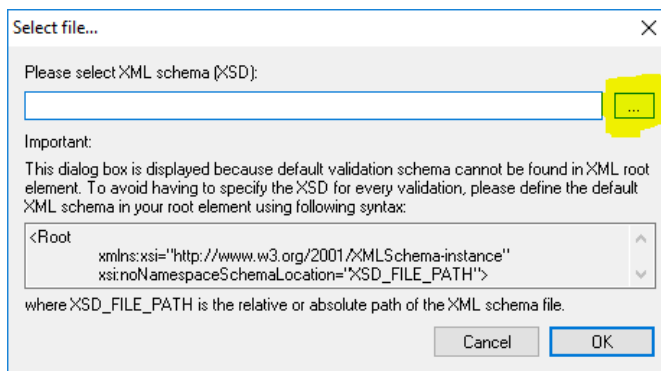 Select file...
Please select XML schema (XSD):
...
Important:
This dialog box is displayed because default validation schema cannot be found in XML root
element. To avoid having to specify the XSD for every validation, please define the default
XML schema in your root element using following syntax:
<Root
xmlns:xsi="http://www.w3.org/2001/XMLSchema-instance"
xsi:noNamespaceSchemaLocation="XSD_FILE_PATH">
where XSD_FILE_PATH is the relative or absolute path of the XML schema file.
Cancel
OK